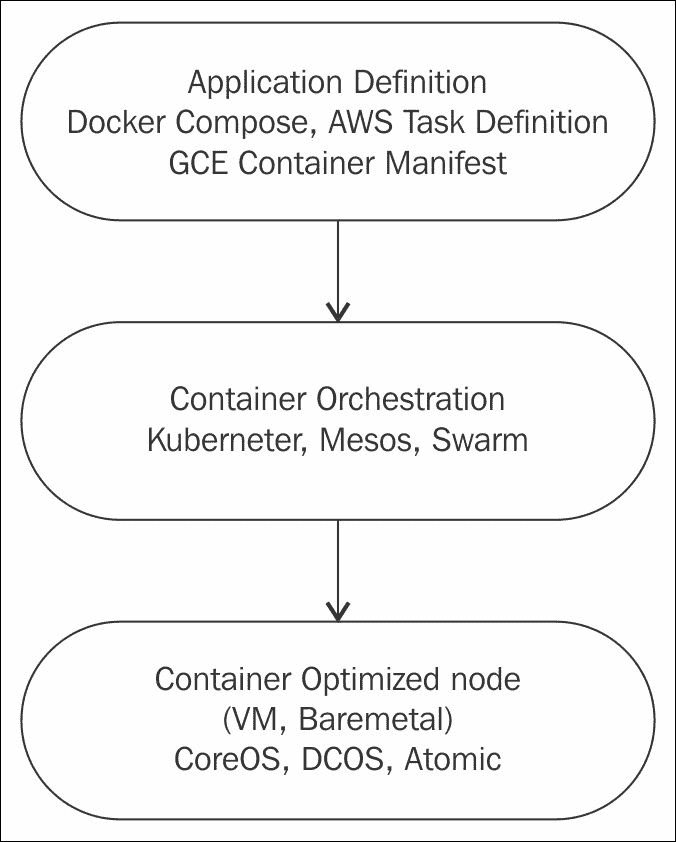 Application Definition
Docker Compose, AWS Task Definition
GCE Container Manifest
Container Orchestration
Kuberneter, Mesos, Swarm
Container Optimized node
(VM, Baremetal)
CoreOS, DCOS, Atomic